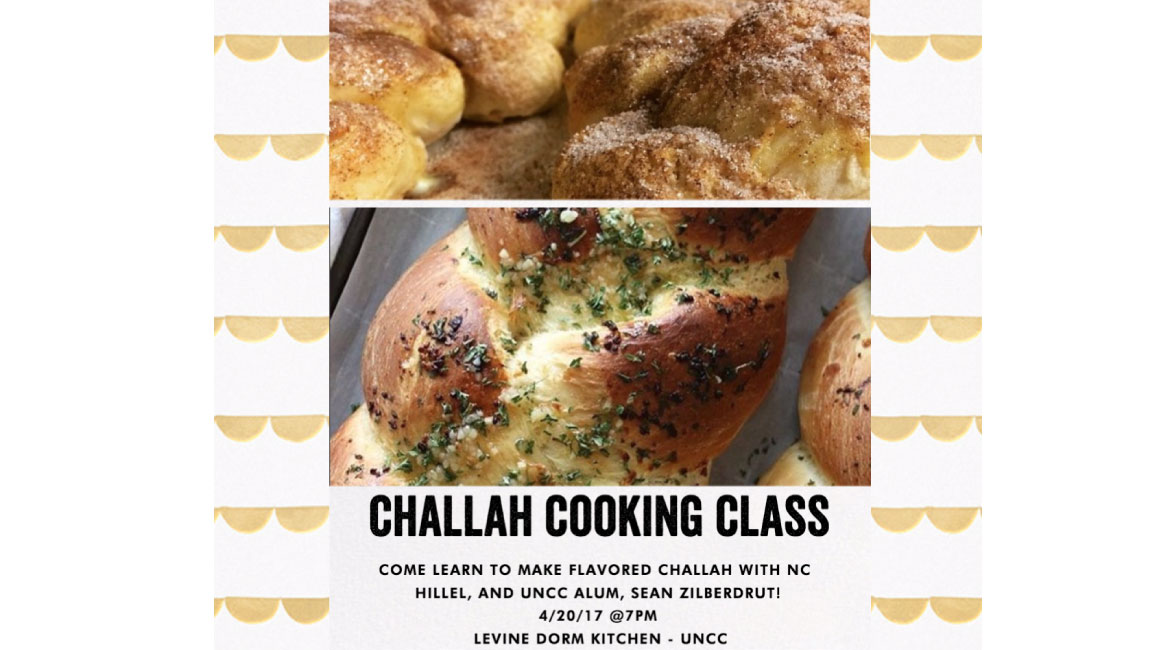 CHALLAH COOKING CLASS
COME LEARN TO MAKE FLAVORED CHALLAH WITH NC
HILLEL, AND UNCC ALUM, SEAN ZILBERDRUT!
4/20/17 @7PM
LEVINE DORM KITCHEN - UNCC